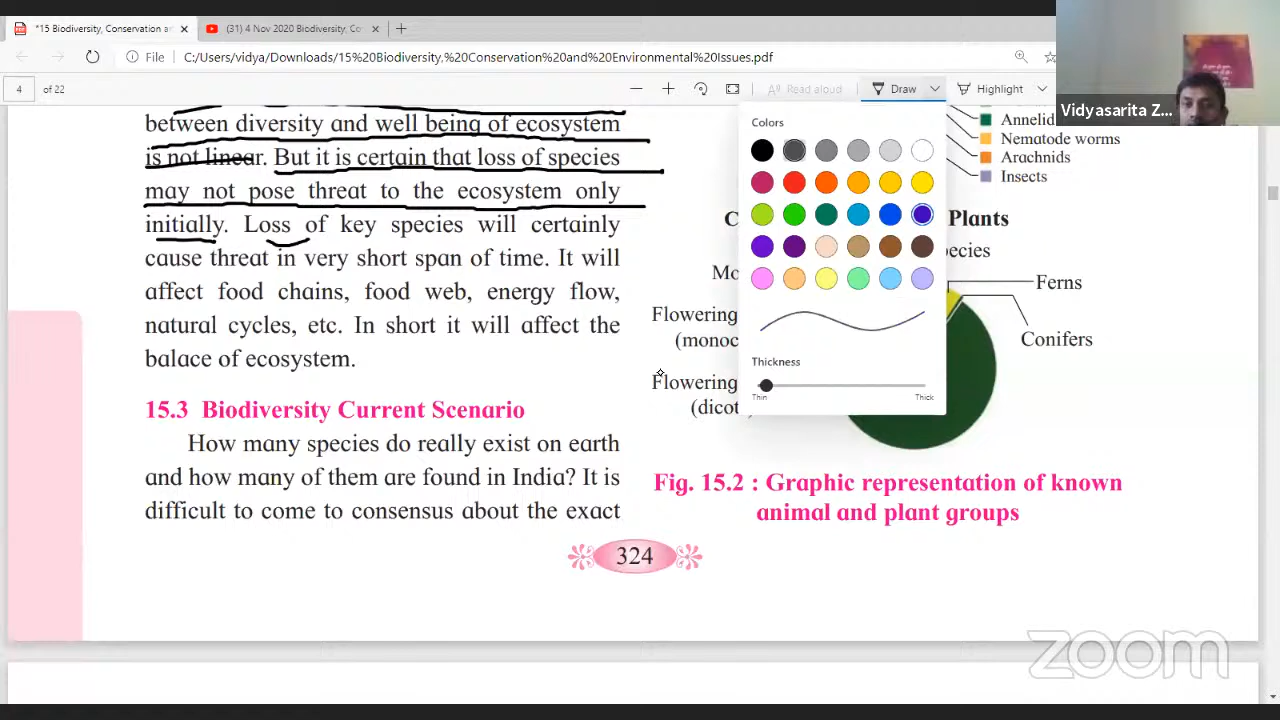 *15 Biodiversity, Conservation an
(31) 4 Nov 2020 Biodiversity, Co
File
C:/Users/vidya/Downloads/15%20Biodiversity,%20Conservation%20and%20Environmental%20Issues.pdf
4 of 22
Read aloud
Draw
Highlight
Vidyasarita Z...
between diversity and well being of ecosystem
is not linear. But it is certain that loss of species
may not pose threat to the ecosystem only
initially. Loss of key species will certainly
cause threat in very short span of time. It will
affect food chains, food web, energy flow,
natural cycles, etc. In short it will affect the
balace of ecosystem.
15.3 Biodiversity Current Scenario
How many species do really exist on earth
and how many of them are found in India? It is
difficult to come to consensus about the exact
Colors
Thickness
Thin
Thick
Annelid
Nematode worms
Arachnids
Insects
C
Plants
pecies
Mo
Ferns
Flowering
(monoc
Conifers
Flowering
(dicot
Fig. 15.2 : Graphic representation of known
animal and plant groups
324
zoom